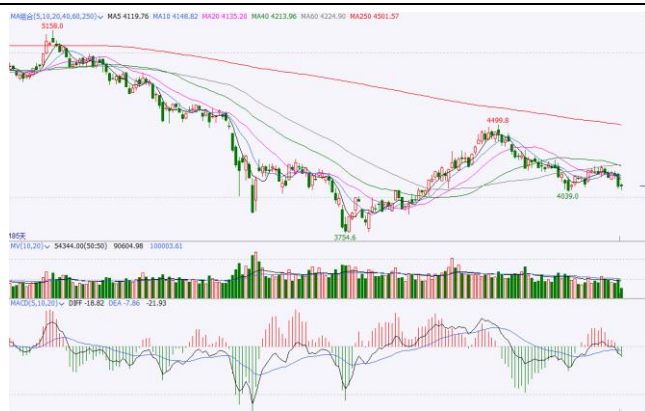 MA组合(5,10,20,40,60,250) MA5 4119.76 MA10 4148.82 MA20 4135.20 MA40 4213.96 MA60 4224.90 MA250 4501.57
5158.0
4499.8
4039.0
3754.6
195天
MV(10,20) 54344.00(50:50) 90604.98 100003.61
MACD(5,10,20) DIFF -18.82 DEA -7.86 -21.93